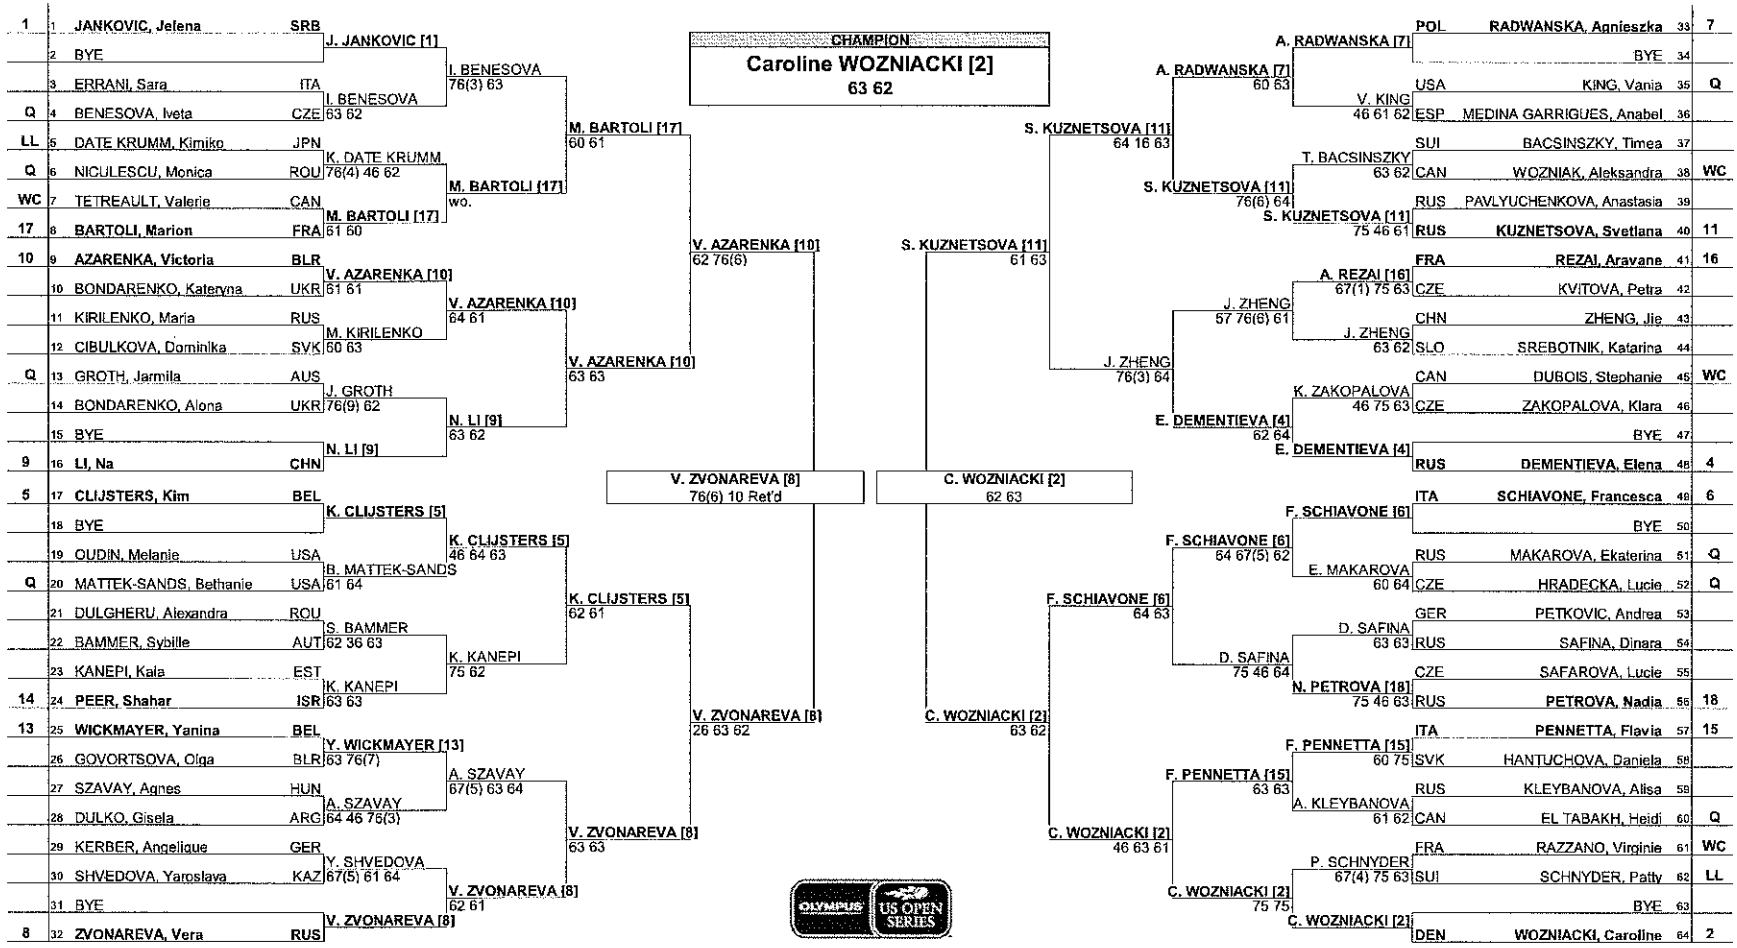 1 1 JANKOVIC, Jelena SRB
J. JANKOVIC [1]
2 BYE
I. BENESOVA
76(3) 63
3 ERRANI, Sara ITA
I. BENESOVA
Q 4 BENESOVA, Iveta CZE 63 62
M. BARTOLI [17]
60 61
LL 5 DATE KRUMM, Kimiko JPN
K. DATE KRUMM
Q 6 NICULESCU, Monica ROU 76(4) 46 62
M. BARTOLI [17]
wo.
WC 7 TETREAULT, Valerie CAN
M. BARTOLI [17]
17 8 BARTOLI, Marion FRA 61 60
V. AZARENKA [10]
62 76(6)
10 9 AZARENKA, Victoria BLR
V. AZARENKA [10]
10 BONDARENKO, Kateryna UKR 61 61
V. AZARENKA [10]
64 61
11 KIRILENKO, Maria RUS
M. KIRILENKO
12 CIBULKOVA, Dominika SVK 60 63
V. AZARENKA [10]
63 63
Q 13 GROTH, Jarmila AUS
J. GROTH
14 BONDARENKO, Alona UKR 76(9) 62
N. LI [9]
63 62
15 BYE
N. LI [9]
9 16 LI, Na CHN
V. ZVONAREVA [8]
76(6) 10 Ret'd
5 17 CLIJSTERS, Kim BEL
K. CLIJSTERS [5]
18 BYE
K. CLIJSTERS [5]
46 64 63
19 OUDIN, Melanie USA
B. MATTEK-SANDS
Q 20 MATTEK-SANDS, Bethanie USA 61 64
K. CLIJSTERS [5]
62 61
21 DULGHERU, Alexandra ROU
S. BAMMER
22 BAMMER, Sybille AUT 62 36 63
K. KANEPI
75 62
23 KANEPI, Kaia EST
K. KANEPI
14 24 PEER, Shahar ISR 63 63
V. ZVONAREVA [8]
26 63 62
13 25 WICKMAYER, Yanina BEL
Y. WICKMAYER [13]
26 GOVORTSOVA, Olga BLR 63 76(7)
A. SZAVAY
67(5) 63 64
27 SZAVAY, Agnes HUN
A. SZAVAY
28 DULKO, Gisela ARG 64 46 76(3)
V. ZVONAREVA [8]
63 63
29 KERBER, Angelique GER
Y. SHVEDOVA
30 SHVEDOVA, Yaroslava KAZ 67(5) 61 64
V. ZVONAREVA [8]
62 61
31 BYE
V. ZVONAREVA [8]
8 32 ZVONAREVA, Vera RUS
CHAMPION
Caroline WOZNIACKI [2]
63 62
POL RADWANSKA, Agnieszka 33 7
A. RADWANSKA [7]
BYE 34
A. RADWANSKA [7]
60 63
USA KING, Vania 35 Q
V. KING
46 61 62 ESP MEDINA GARRIGUES, Anabel 36
S. KUZNETSOVA [11]
64 16 63
SUI BACSINSZKY, Timea 37
T. BACSINSZKY
63 62 CAN WOZNIAK, Aleksandra 38 WC
S. KUZNETSOVA [11]
76(6) 64
RUS PAVLYUCHENKOVA, Anastasia 39
S. KUZNETSOVA [11]
75 46 61 RUS KUZNETSOVA, Svetlana 40 11
S. KUZNETSOVA [11]
61 63
FRA REZAI, Aravane 41 16
A. REZAI [16]
67(1) 75 63 CZE KVITOVA, Petra 42
J. ZHENG
57 76(6) 61
CHN ZHENG, Jie 43
J. ZHENG
63 62 SLO SREBOTNIK, Katarina 44
J. ZHENG
76(3) 64
CAN DUBOIS, Stephanie 45 WC
K. ZAKOPALOVA
46 75 63 CZE ZAKOPALOVA, Klara 46
E. DEMENTIEVA [4]
62 64
BYE 47
E. DEMENTIEVA [4]
RUS DEMENTIEVA, Elena 48 4
C. WOZNIACKI [2]
62 63
ITA SCHIAVONE, Francesca 49 6
F. SCHIAVONE [6]
BYE 50
F. SCHIAVONE [6]
64 67(5) 62
RUS MAKAROVA, Ekaterina 51 Q
E. MAKAROVA
60 64 CZE HRADECKA, Lucie 52 Q
F. SCHIAVONE [6]
64 63
GER PETKOVIC, Andrea 53
D. SAFINA
63 63 RUS SAFINA, Dinara 54
D. SAFINA
75 46 64
CZE SAFAROVA, Lucie 55
N. PETROVA [18]
75 46 63 RUS PETROVA, Nadia 56 18
C. WOZNIACKI [2]
63 62
ITA PENNETTA, Flavia 57 15
F. PENNETTA [15]
60 75 SVK HANTUCHOVA, Daniela 58
F. PENNETTA [15]
63 63
RUS KLEYBANOVA, Alisa 59
A. KLEYBANOVA
61 62 CAN EL TABAKH, Heidi 60 Q
C. WOZNIACKI [2]
46 63 61
FRA RAZZANO, Virginie 61 WC
P. SCHNYDER
67(4) 75 63 SUI SCHNYDER, Patty 62 LL
C. WOZNIACKI [2]
75 75
BYE 63
C. WOZNIACKI [2]
DEN WOZNIACKI, Caroline 64 2
OLYMPUS
US OPEN
SERIES